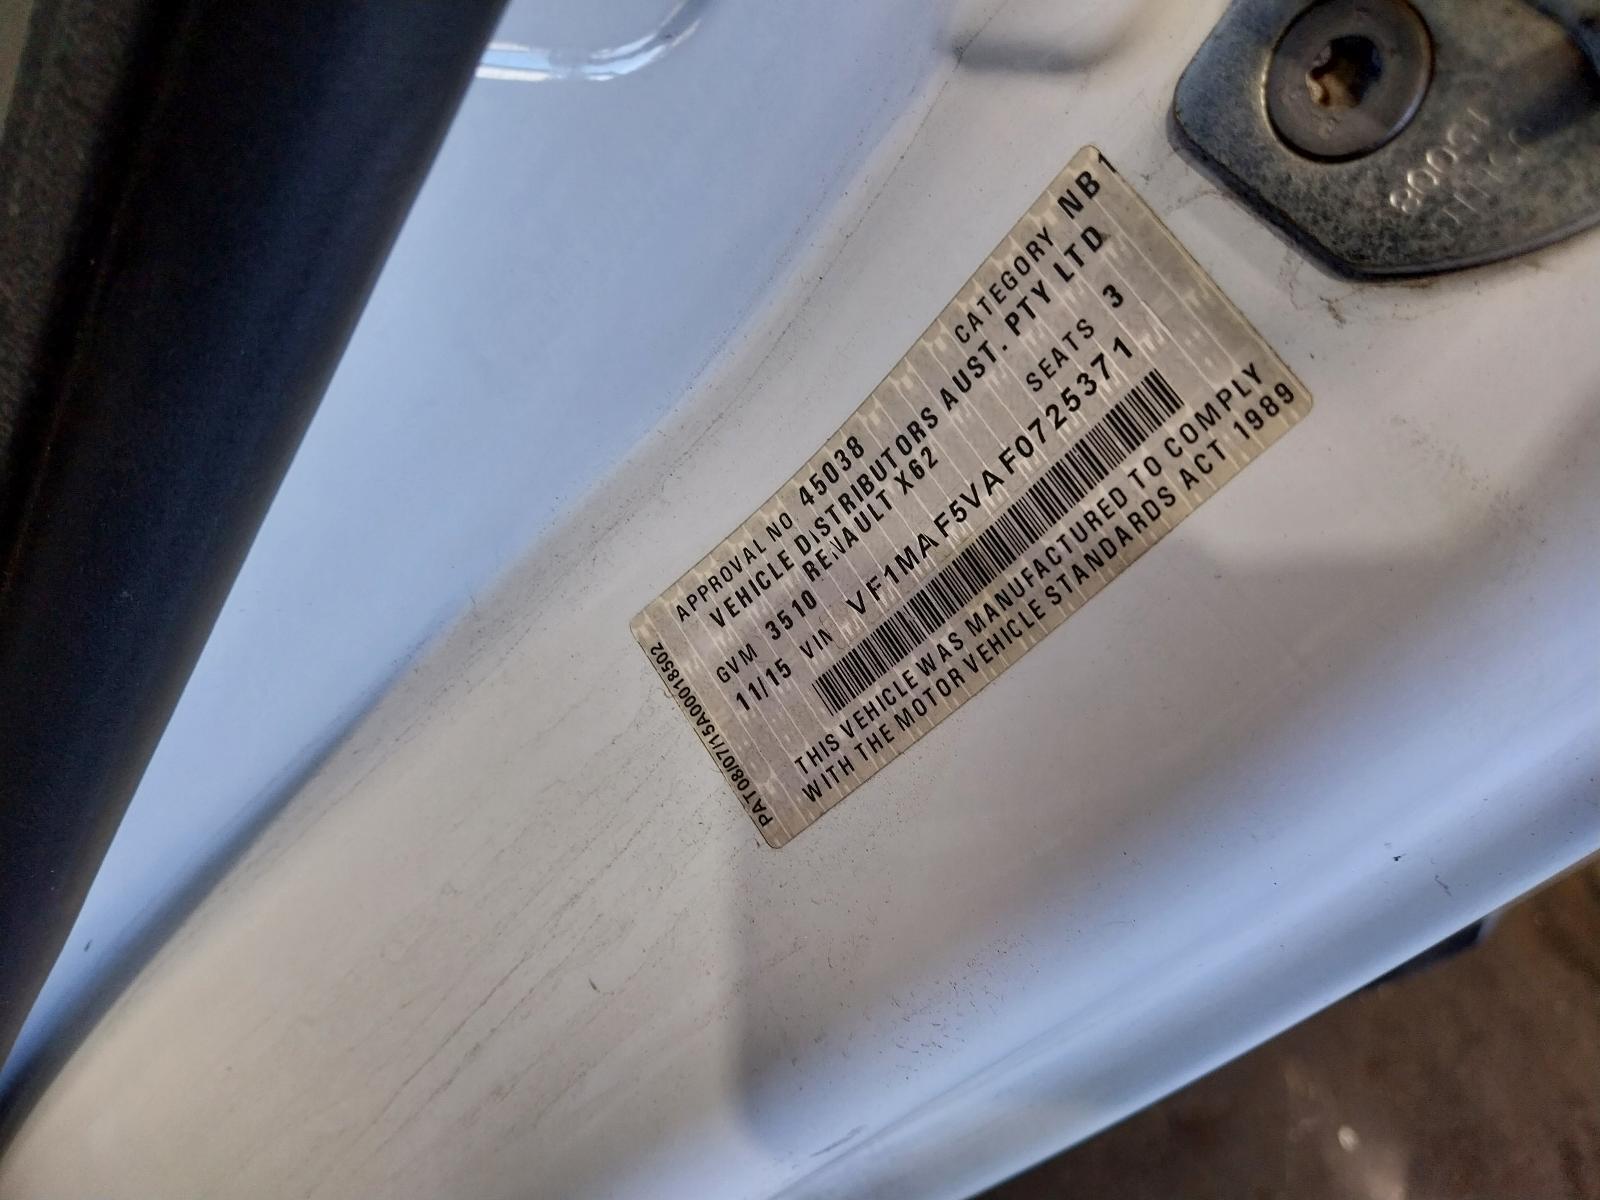 APPROVAL NO 45038 CATEGORY NB1
VEHICLE DISTRIBUTORS AUST. PTY LTD
RENAULT X62
GVM 3510 SEATS 3
11/15 VIN VF1MAF5VAF0725371
THIS VEHICLE WAS MANUFACTURED TO COMPLY
WITH THE MOTOR VEHICLE STANDARDS ACT 1989
PAT08/07/15A00018502